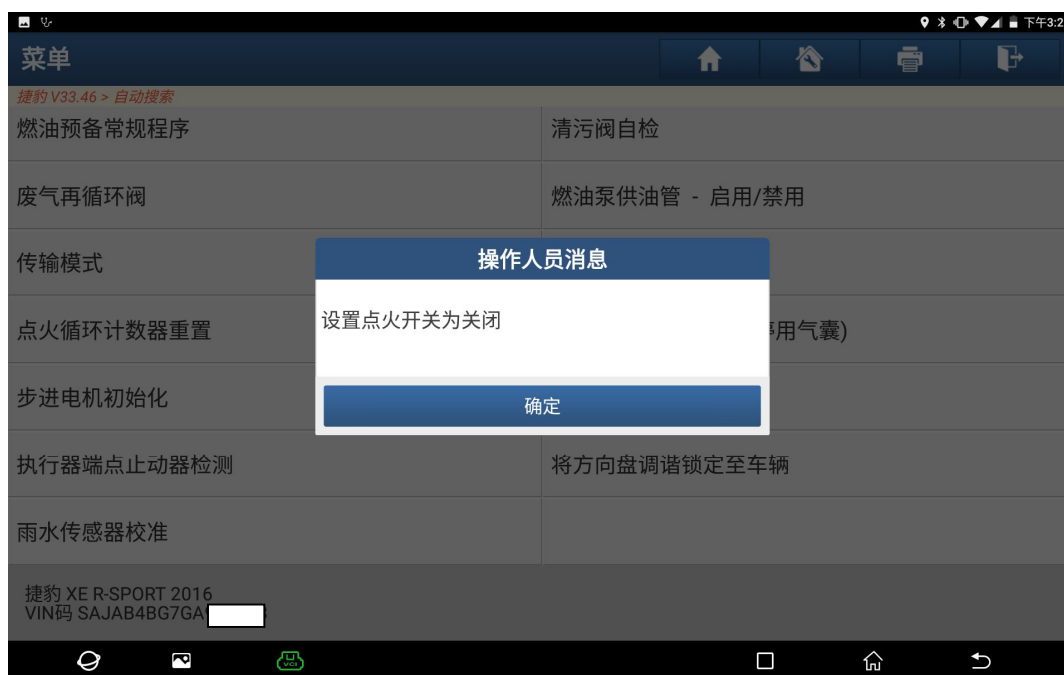 下午3:2
菜单
捷豹 V33.46 > 自动搜索
燃油预备常规程序
清污阀自检
废气再循环阀
燃油泵供油管 - 启用/禁用
传输模式
操作人员消息
设置点火开关为关闭
点火循环计数器重置
用气囊)
确定
步进电机初始化
执行器端点止动器检测
将方向盘调谐锁定至车辆
雨水传感器校准
捷豹 XE R-SPORT 2016
VIN码 SAJAB4BG7GA
VCI